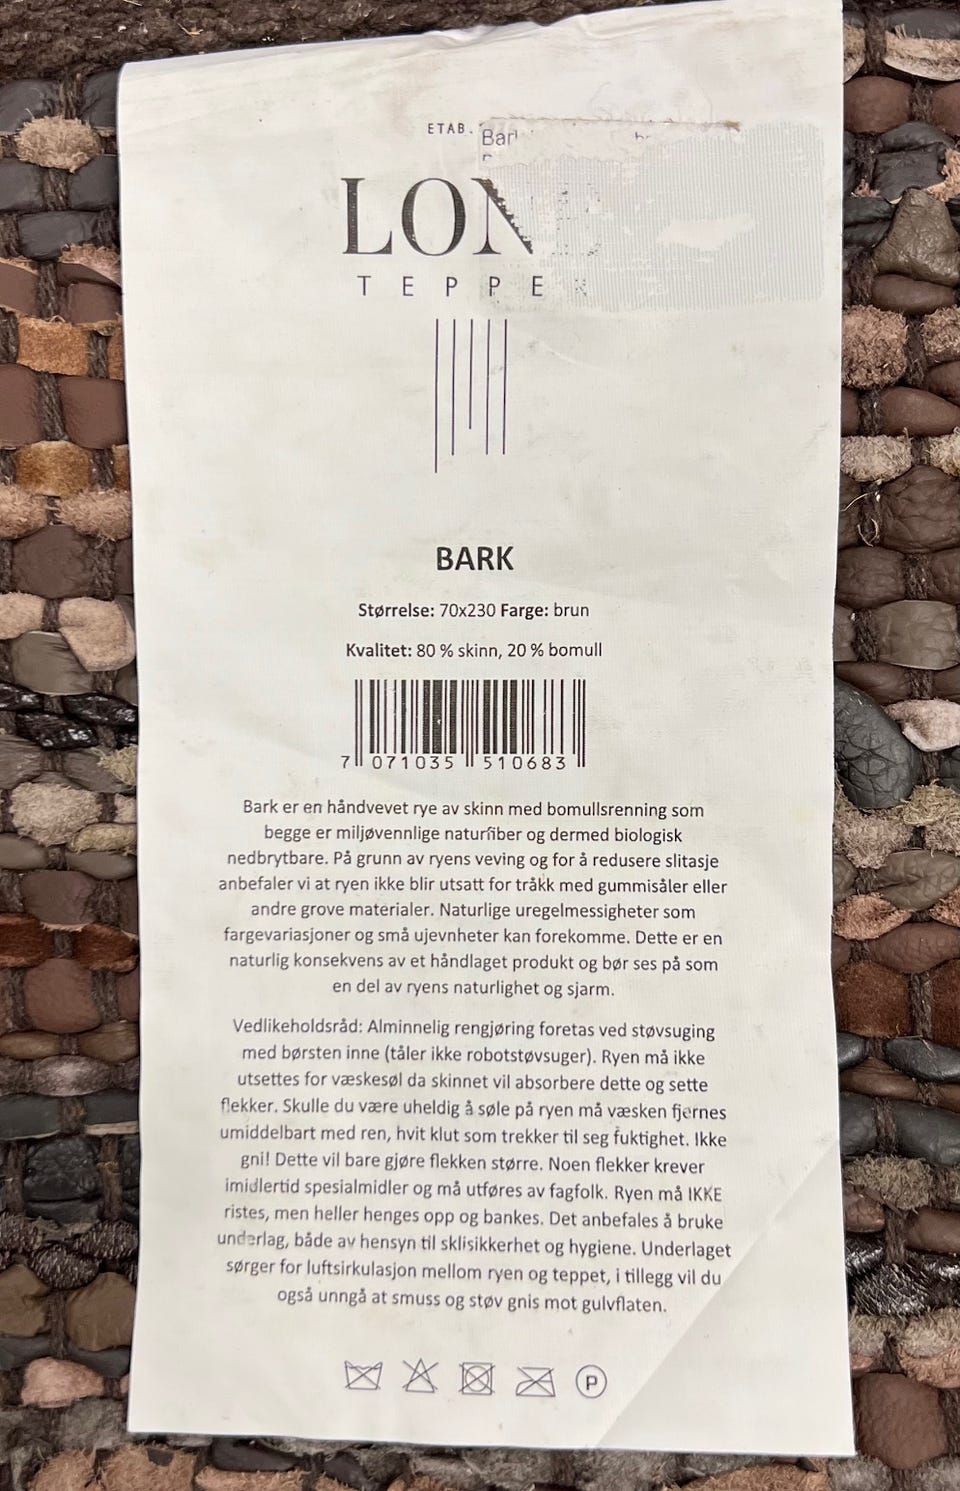 ETAB.
LON
TEPPE
BARK
Størrelse: 70x230 Farge: brun
Kvalitet: 80 % skinn, 20 % bomull
7 071035 510683
Bark er en håndvevet rye av skinn med bomullsrenning som
begge er miljøvennlige naturfiber og dermed biologisk
nedbrytbare. På grunn av ryens veving og for å redusere slitasje
anbefaler vi at ryen ikke blir utsatt for tråkk med gummisåler eller
andre grove materialer. Naturlige uregelmessigheter som
fargevariasjoner og små ujevnheter kan forekomme. Dette er en
naturlig konsekvens av et håndlaget produkt og bør ses på som
en del av ryens naturlighet og sjarm.
Vedlikeholdsråd: Alminnelig rengjøring foretas ved støvsuging
med børsten inne (tåler ikke robotstøvsuger). Ryen må ikke
utsettes for væskesøl da skinnet vil absorbere dette og sette
flekker. Skulle du være uheldig å søle på ryen må væsken fjernes
umiddelbart med ren, hvit klut som trekker til seg fuktighet. Ikke
gni! Dette vil bare gjøre flekken større. Noen flekker krever
imidlertid spesialmidler og må utføres av fagfolk. Ryen må IKKE
ristes, men heller henges opp og bankes. Det anbefales å bruke
underlag, både av hensyn til sklisikkerhet og hygiene. Underlaget
sørger for luftsirkulasjon mellom ryen og teppet, i tillegg vil du
også unngå at smuss og støv gnis mot gulvflaten.
P